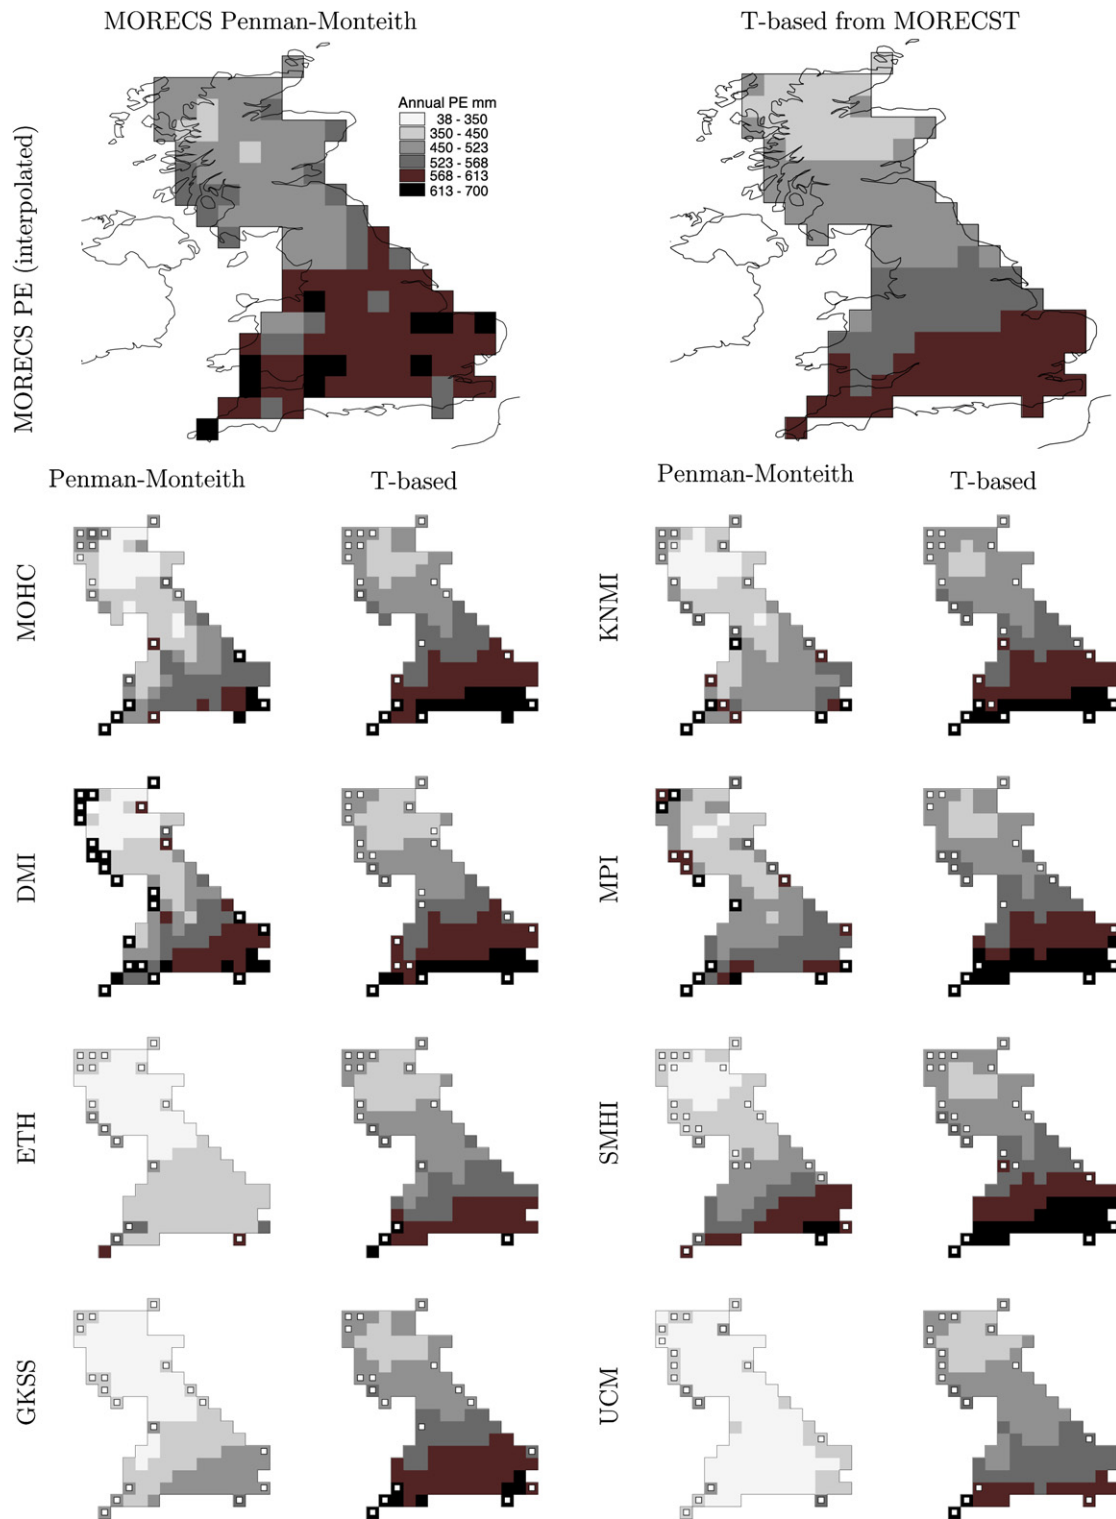 MORECS Penman-Monteith
T-based from MORECST
MORECS PE (interpolated)
Annual PE mm
38 - 350
350 - 450
450 - 523
523 - 568
568 - 613
613 - 700
Penman-Monteith
T-based
Penman-Monteith
T-based
MOHC
KNMI
DMI
MPI
ETH
SMHI
GKSS
UCM